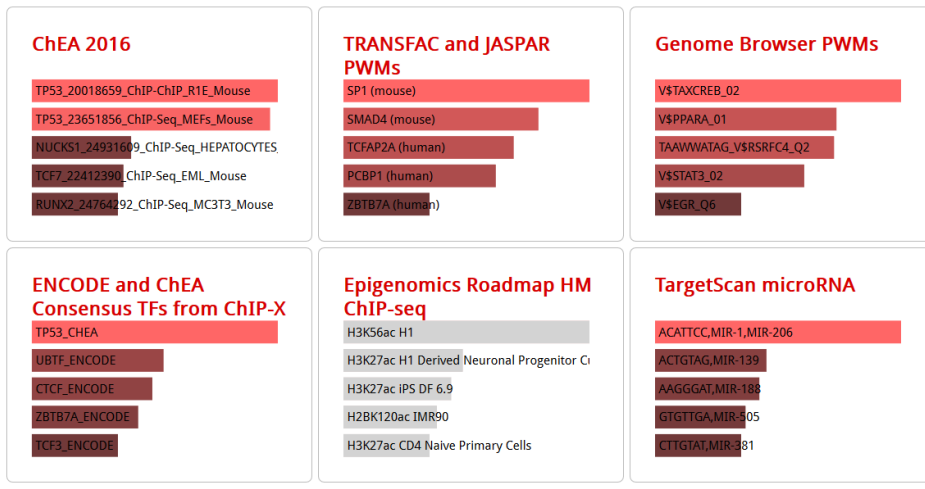 ChEA 2016
TP53_20018659_ChIP-ChIP_R1E_Mouse
TP53_23651856_ChIP-Seq_MEFs_Mouse
NUCKS1_24931609_ChIP-Seq_HEPATOCYTES_
TCF7_22412390_ChIP-Seq_EML_Mouse
RUNX2_24764292_ChIP-Seq_MC3T3_Mouse
TRANSFAC and JASPAR
PWMs
SP1 (mouse)
SMAD4 (mouse)
TCFAP2A (human)
PCBP1 (human)
ZBTB7A (human)
Genome Browser PWMs
V$TAXCREB_02
V$PPARA_01
TAAWWATAG_V$RSRFC4_Q2
V$STAT3_02
V$EGR_Q6
ENCODE and ChEA
Consensus TFs from ChIP-X
TP53_CHEA
UBTF_ENCODE
CTCF_ENCODE
ZBTB7A_ENCODE
TCF3_ENCODE
Epigenomics Roadmap HM
ChIP-seq
H3K56ac H1
H3K27ac H1 Derived Neuronal Progenitor
H3K27ac iPS DF 6.9
H2BK120ac IMR90
H3K27ac CD4 Naive Primary Cells
TargetScan microRNA
ACATTCC,MIR-1,MIR-206
ACTGTAG,MIR-139
AAGGGAT,MIR-188
GTGTTGA,MIR-505
CTTGTAT,MIR-381